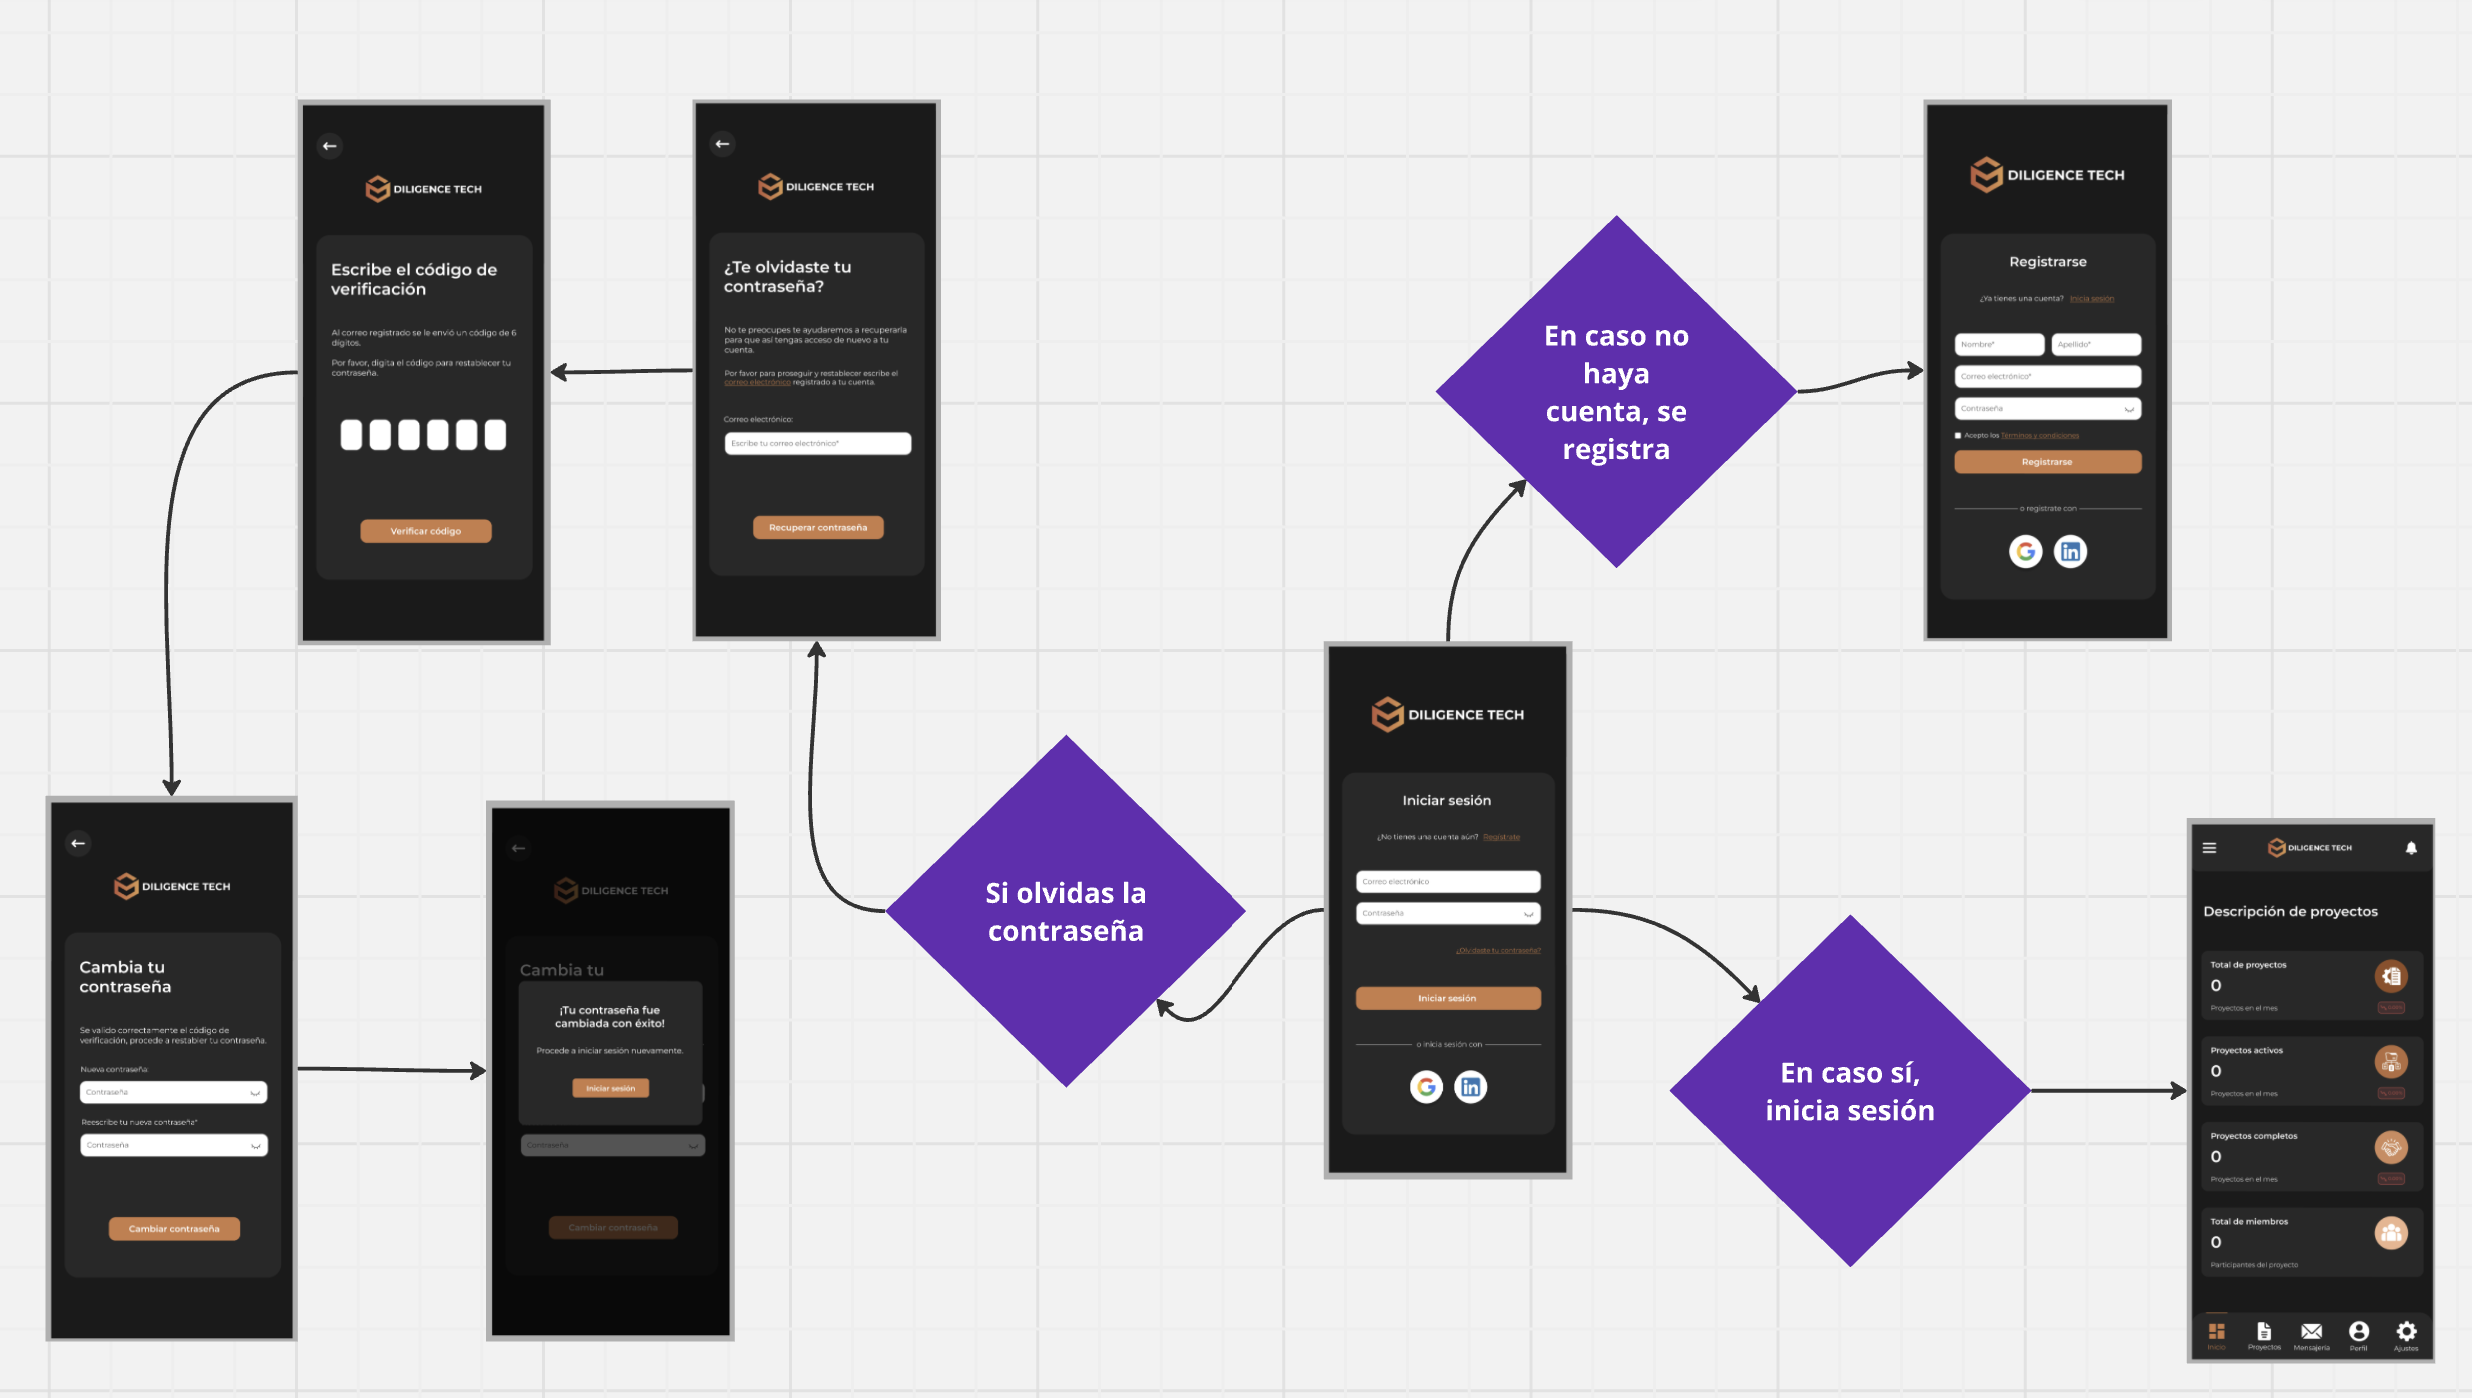 DILIGENCE TECH
Escribe el código de
verificación
Al correo registrado se le envió un código de 6
dígitos.
Por favor, digita el código para restablecer tu
contraseña.
Verificar código
DILIGENCE TECH
¿Te olvidaste tu
contraseña?
No te preocupes te ayudaremos a recuperarla
para que así tengas acceso de nuevo a tu
cuenta.
Por favor para proseguir y restablecer escribe el
correo electrónico registrado a tu cuenta.
Correo electrónico:
Escribe tu correo electrónico*
Recuperar contraseña
En caso no
haya
cuenta, se
registra
DILIGENCE TECH
Registrarse
¿Ya tienes una cuenta? Inicia sesión
Nombre* Apellido*
Correo electrónico*
Contraseña
Acepto los Términos y condiciones
Registrarse
o regístrate con
DILIGENCE TECH
Cambia tu
contraseña
Se valido correctamente el código de
verificación, procede a restabler tu contraseña.
Nueva contraseña:
Contraseña
Reescribe tu nueva contraseña*
Contraseña
Cambiar contraseña
DILIGENCE TECH
Cambia tu
¡Tu contraseña fue
cambiada con éxito!
Procede a iniciar sesión nuevamente.
Iniciar sesión
Contraseña
Cambiar contraseña
Si olvidas la
contraseña
DILIGENCE TECH
Iniciar sesión
¿No tienes una cuenta aún? Regístrate
Correo electrónico
Contraseña
¿Olvidaste tu contraseña?
Iniciar sesión
o inicia sesión con
En caso sí,
inicia sesión
DILIGENCE TECH
Descripción de proyectos
Total de proyectos
0
Proyectos en el mes
Proyectos activos
0
Proyectos en el mes
Proyectos completos
0
Proyectos en el mes
Total de miembros
0
Participantes del proyecto
Inicio Proyectos Mensajería Perfil Ajustes